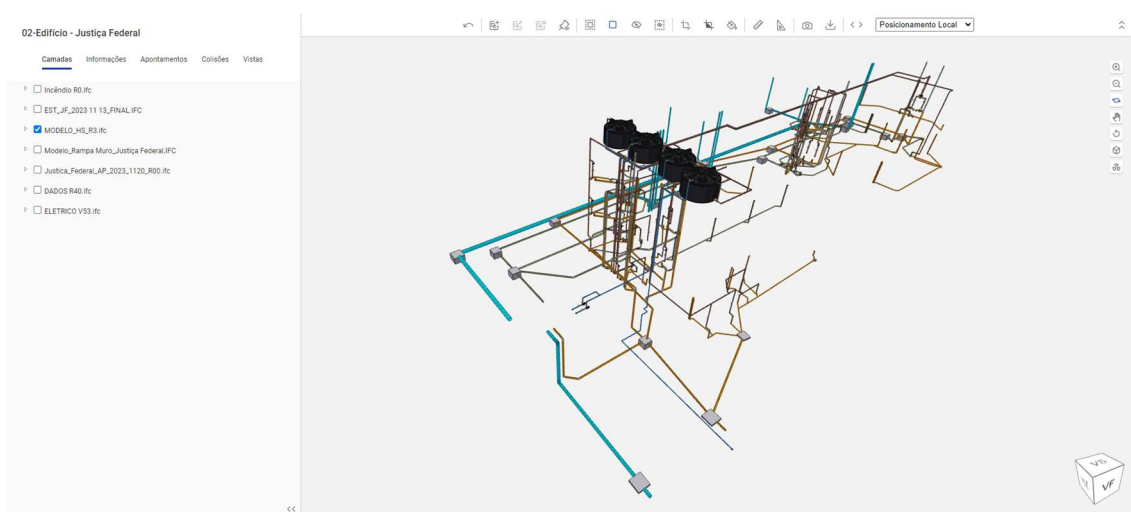 02-Edifício - Justiça Federal
Posicionamento Local
Camadas Informações Apontamentos Colisões Vistas
Incêndio R0.ifc
EST_JF_2023 11 13_FINAL.IFC
MODELO_HS_R3.ifc
Modelo_Rampa Muro_Justiça Federal.IFC
Justica_Federal_AP_2023_1120_R00.ifc
DADOS R40.ifc
ELETRICO V53.ifc
VS
VF